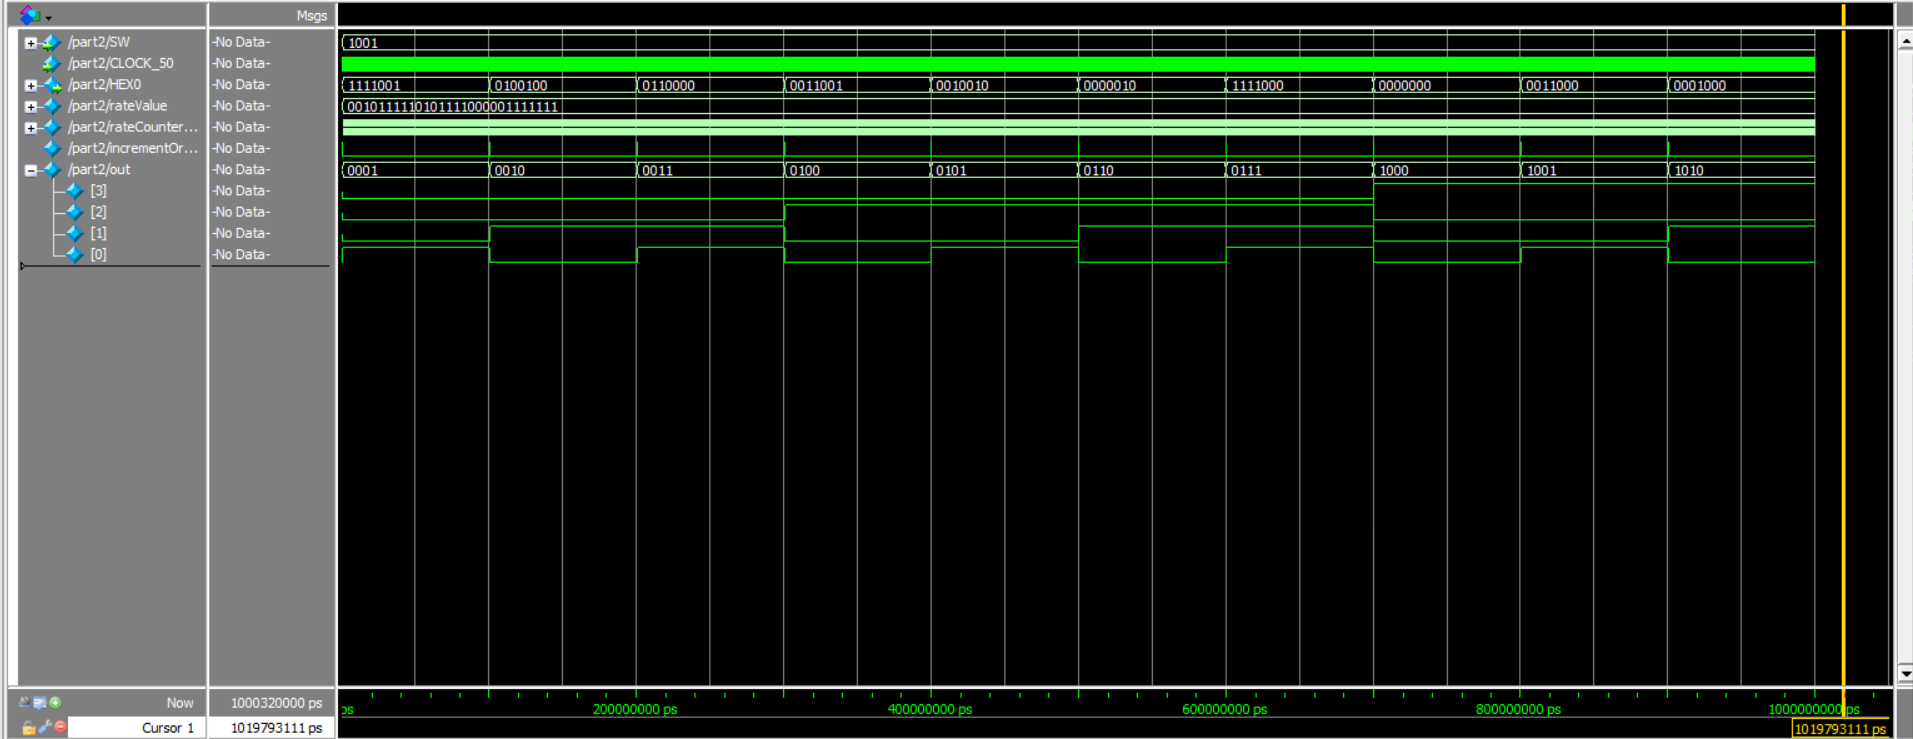 Msgs
/part2/SW -No Data- 1001
/part2/CLOCK_50 -No Data-
/part2/HEX0 -No Data- 1111001 0100100 0110000 0011001 0010010 0000010 1111000 0000000 0011000 0001000
/part2/rateValue -No Data- 00101111101011110000011111111
/part2/rateCounter... -No Data-
/part2/incrementOr... -No Data-
/part2/out -No Data- 0001 0010 0011 0100 0101 0110 0111 1000 1001 1010
[3] -No Data-
[2] -No Data-
[1] -No Data-
[0] -No Data-
Now 1000320000 ps ps 200000000 ps 400000000 ps 600000000 ps 800000000 ps 1000000000 ps
Cursor 1 1019793111 ps 1019793111 ps